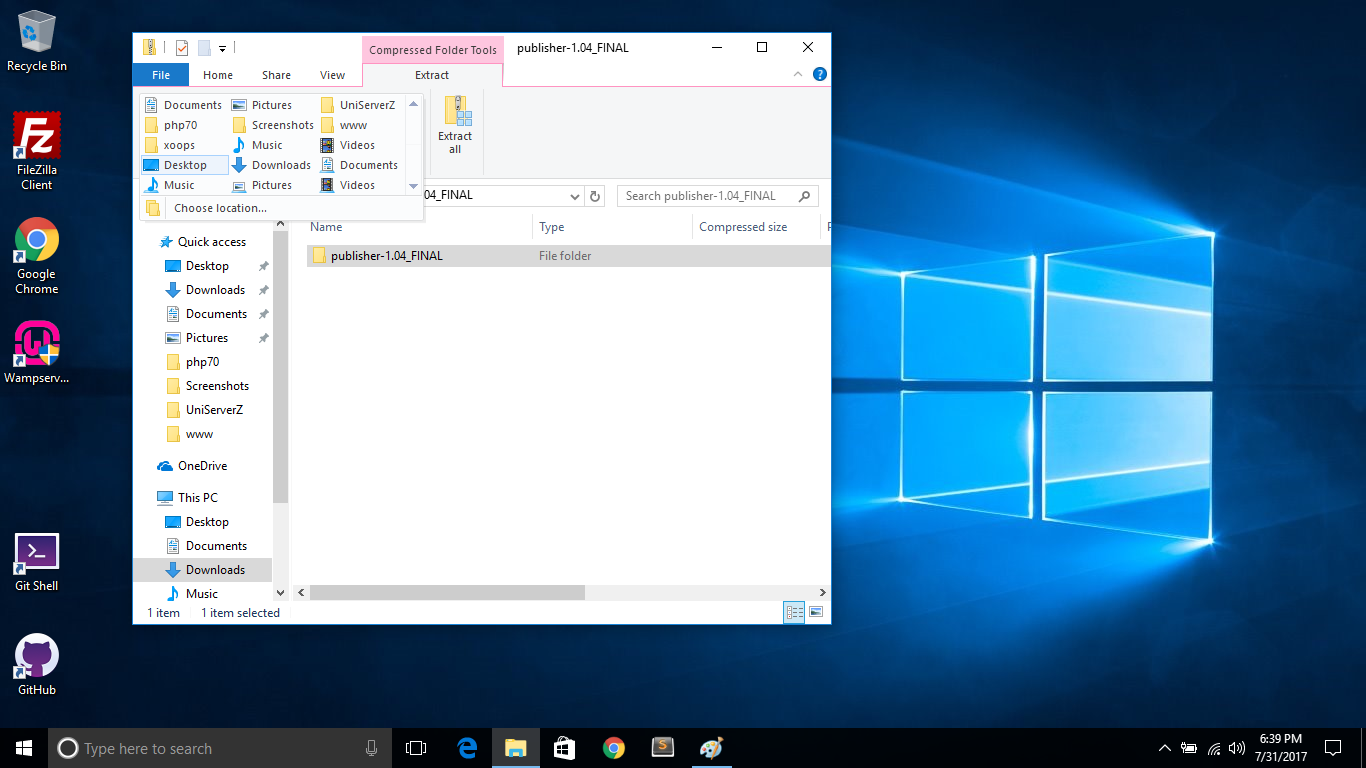 Recycle Bin
FileZilla
Client
Google
Chrome
Wampserv...
Git Shell
GitHub
Compressed Folder Tools
publisher-1.04_FINAL
File
Home
Share
View
Extract
Documents
Pictures
UniServerZ
php70
Screenshots
www
xoops
Music
Videos
Desktop
Downloads
Documents
Music
Pictures
Videos
Choose location...
Extract
all
04_FINAL
Search publisher-1.04_FINAL
Name
Type
Compressed size
publisher-1.04_FINAL
File folder
Quick access
Desktop
Downloads
Documents
Pictures
php70
Screenshots
UniServerZ
www
OneDrive
This PC
Desktop
Documents
Downloads
Music
1 item
1 item selected
Type here to search
6:39 PM
7/31/2017